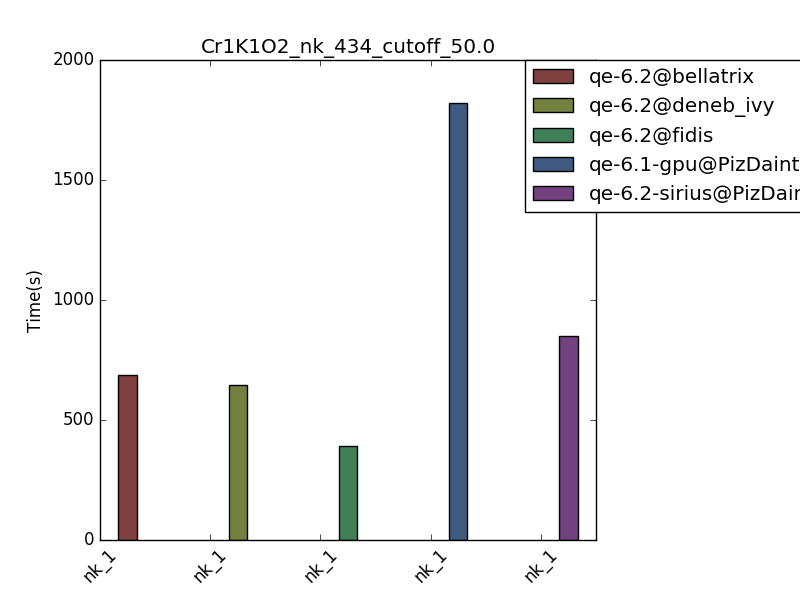 Cr1K1O2_nk_434_cutoff_50.0
2000
1500
1000
500
0
Time(s)
nk_1
nk_1
nk_1
nk_1
nk_1
qe-6.2@bellatrix
qe-6.2@deneb_ivy
qe-6.2@fidis
qe-6.1-gpu@PizDaint
qe-6.2-sirius@PizDain